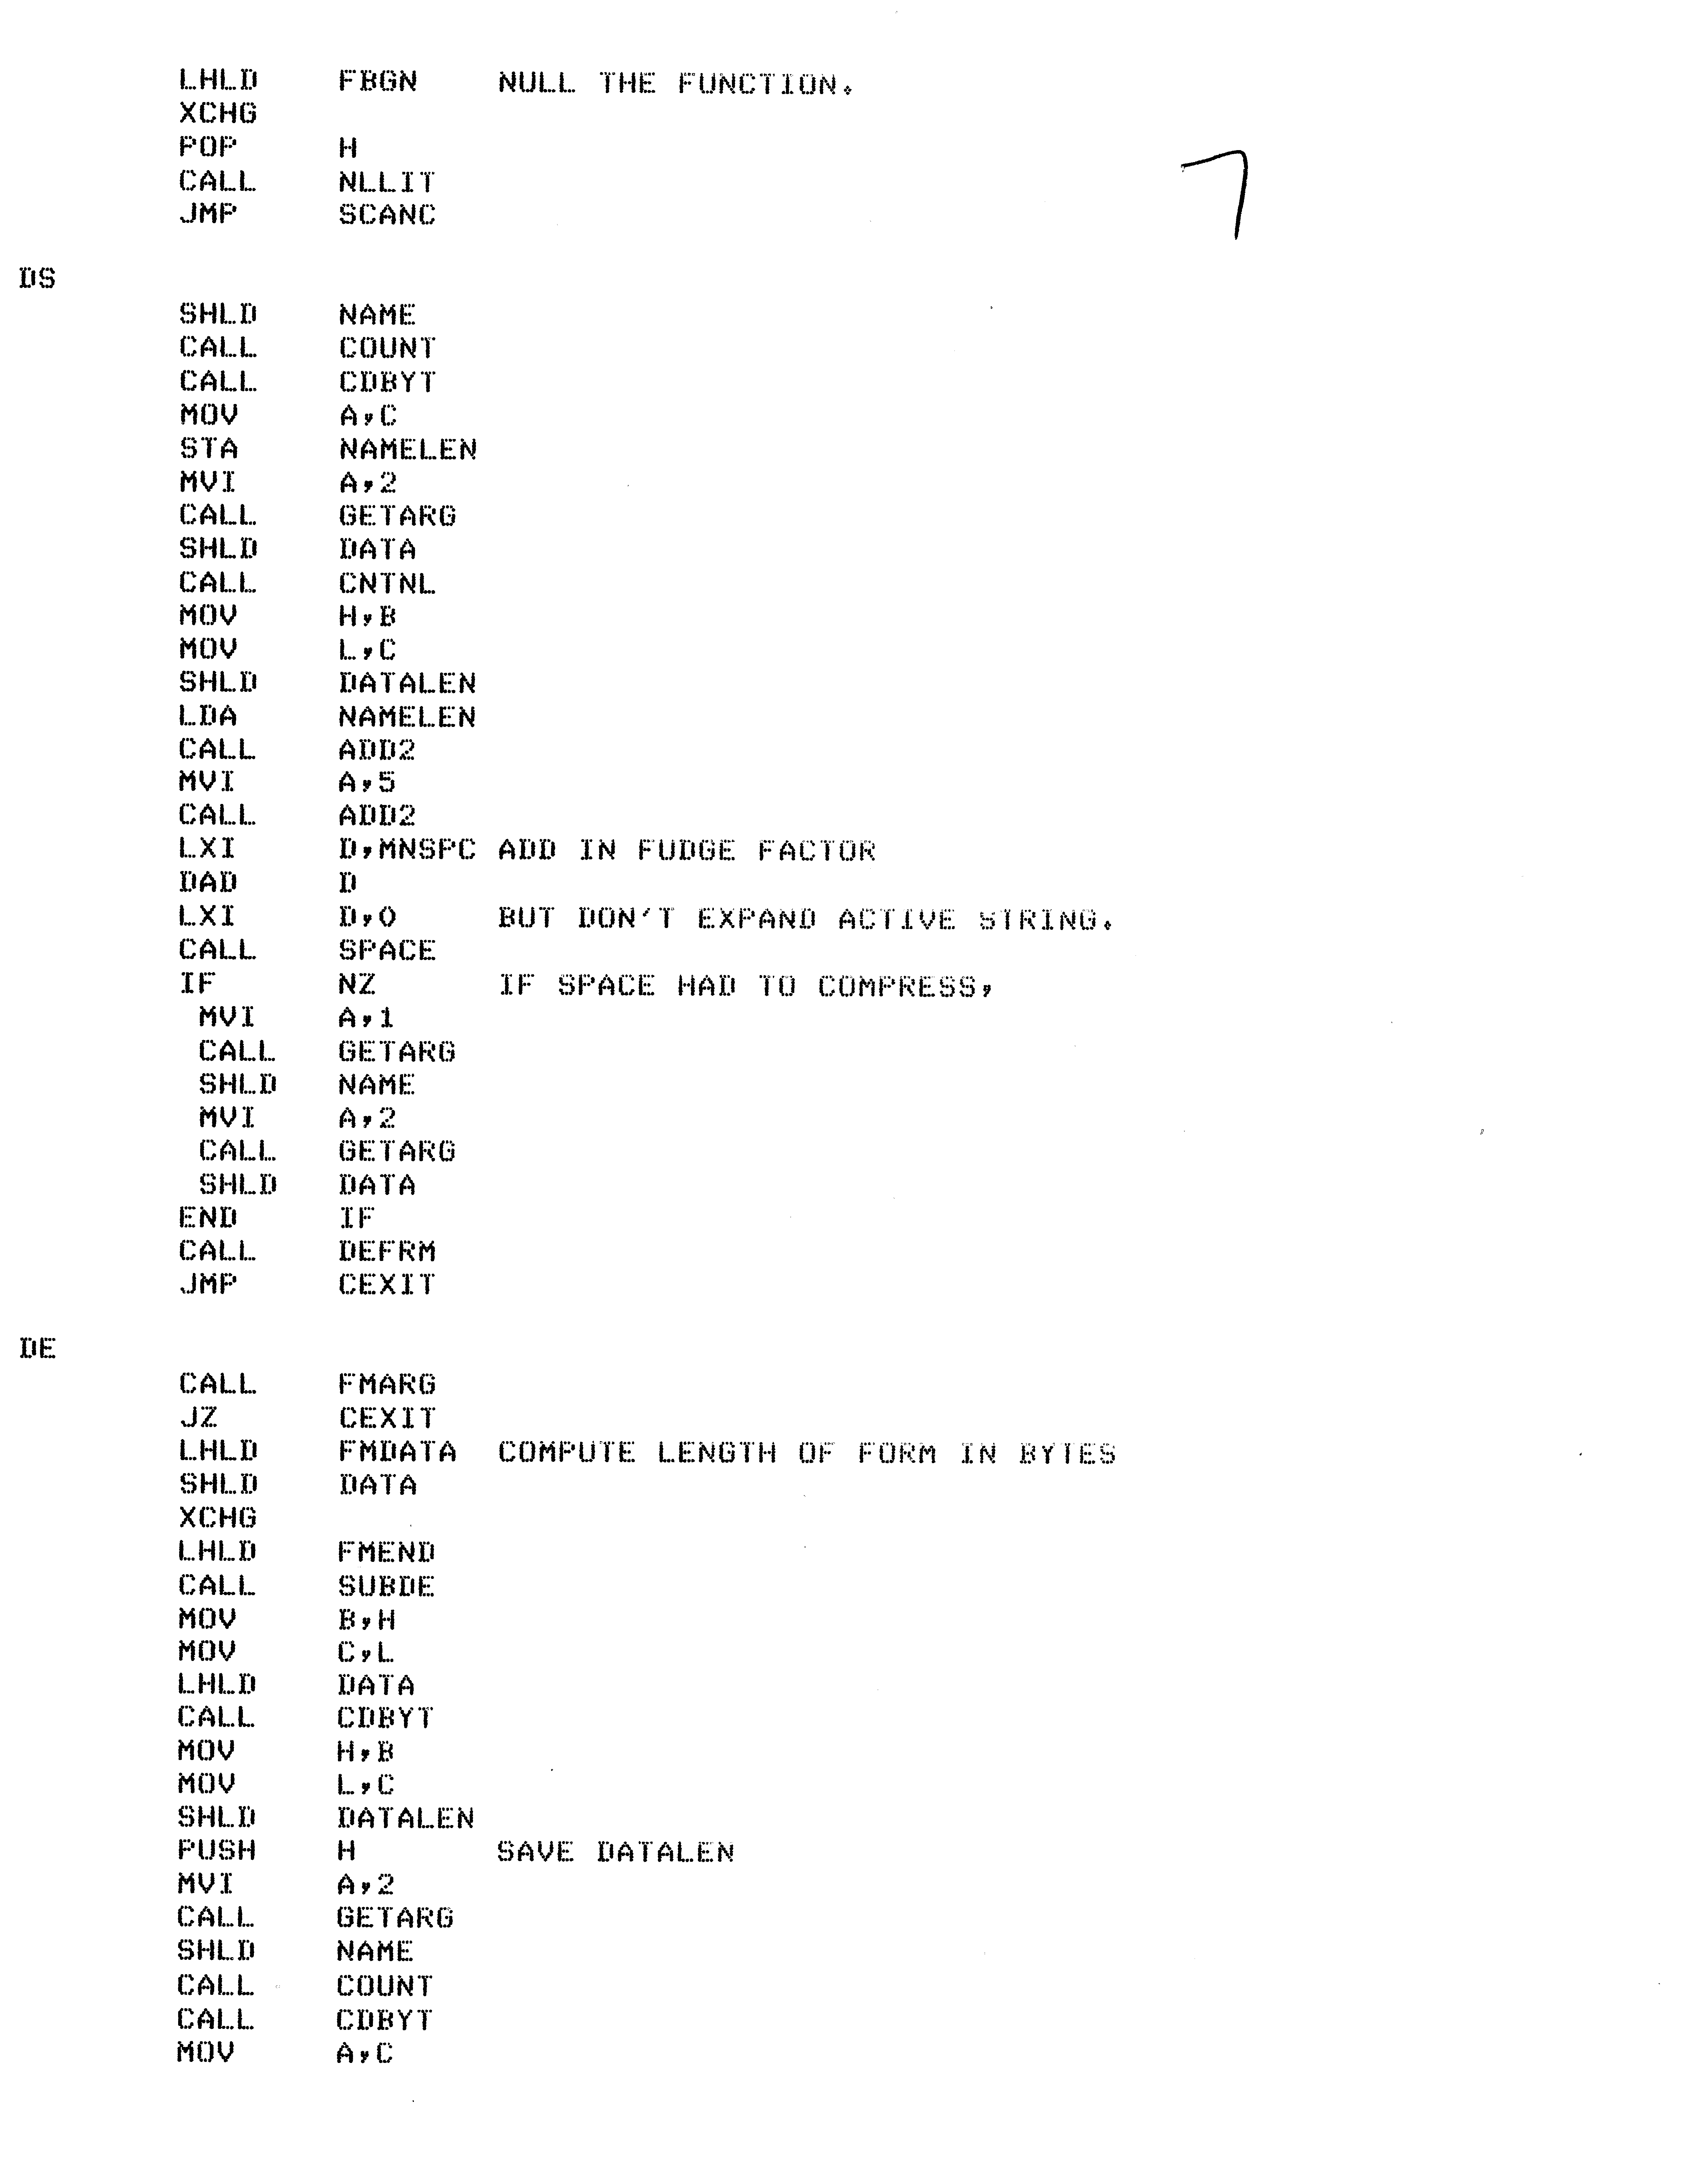 LHLD FBGN NULL THE FUNCTION.
XCHG
POP H
CALL NLLIT
7
JMP SCANC
DS
SHLD NAME
CALL COUNT
CALL CDBYT
MOV A,C
STA NAMELEN
MVI A,2
CALL GETARG
SHLD DATA
CALL CNTNL
MOV H,B
MOV L,C
SHLD DATALEN
LDA NAMELEN
CALL ADD2
MVI A,5
CALL ADD2
LXI D,MNSPC ADD IN FUDGE FACTOR
DAD D
LXI D,0 BUT DON'T EXPAND ACTIVE STRING.
CALL SPACE
IF NZ IF SPACE HAD TO COMPRESS,
MVI A,1
CALL GETARG
SHLD NAME
MVI A,2
CALL GETARG
SHLD DATA
END IF
CALL DEFRM
JMP CEXIT
DE
CALL FMARG
JZ CEXIT
LHLD FMDATA COMPUTE LENGTH OF FORM IN BYTES
SHLD DATA
XCHG
LHLD FMEND
CALL SUBDE
MOV B,H
MOV C,L
LHLD DATA
CALL CDBYT
MOV H,B
MOV L,C
SHLD DATALEN
PUSH H SAVE DATALEN
MVI A,2
CALL GETARG
SHLD NAME
CALL COUNT
CALL CDBYT
MOV A,C